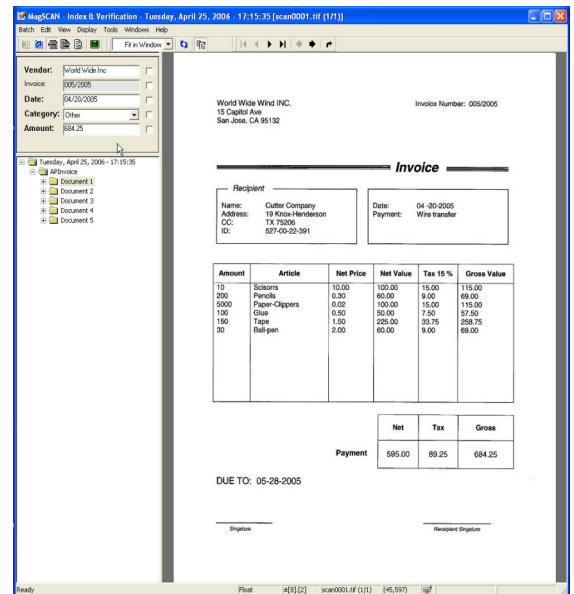 MagSCAN - Index & Verification - Tuesday, April 25, 2006 - 17:15:35 [scan0001.tif (1/1)]
Batch Edit View Display Tools Windows Help
Fit in Window
Vendor: World Wide Inc
Invoice: 005/2005
Date: 04/20/2005
Category: Other
Amount: 684.25
Tuesday, April 25, 2006 - 17:15:35
APInvoice
Document 1
Document 2
Document 3
Document 4
Document 5
World Wide Wind INC. Invoice Number: 005/2005
15 Capitol Ave
San Jose. CA 95132
Invoice
Recipient
Name: Cutter Company Date: 04 -20-2005
Address: 19 Knox-Henderson Payment: Wire transfer
CC: TX 75206
ID: 527-00-22-391
Amount Article Net Price Net Value Tax 15 % Gross Value
10 Scisorrs 10.00 100.00 15.00 115.00
200 Pencils 0.30 60.00 9.00 69.00
5000 Paper-Clippers 0.02 100.00 15.00 115.00
100 Glue 0.50 50.00 7.50 57.50
150 Tape 1.50 225.00 33.75 258.75
30 Ball-pen 2.00 60.00 9.00 69.00
Net Tax Gross
Payment 595.00 89.25 684.25
DUE TO: 05-28-2005
Singature Receipient Singature
Ready Float ±[8],[2] scan0001.tif (1/1) (45,597)